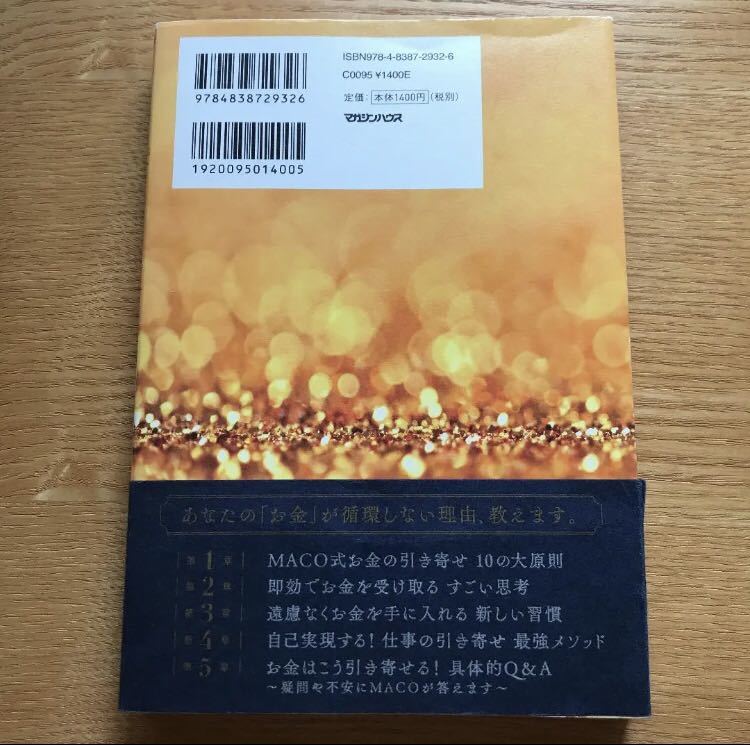 ISBN978-4-8387-2932-6
C0095 ¥1400E
定価：本体1400円（税別）
マガジンハウス
9784838729326
1920095014005
あなたの「お金」が循環しない理由、教えます。
第1章 MACO式お金の引き寄せ 10の大原則
第2章 即効でお金を受け取る すごい思考
第3章 遠慮なくお金を手に入れる 新しい習慣
第4章 自己実現する！ 仕事の引き寄せ 最強メソッド
第5章 お金はこう引き寄せる！ 具体的Q&A
〜疑問や不安にMACOが答えます〜